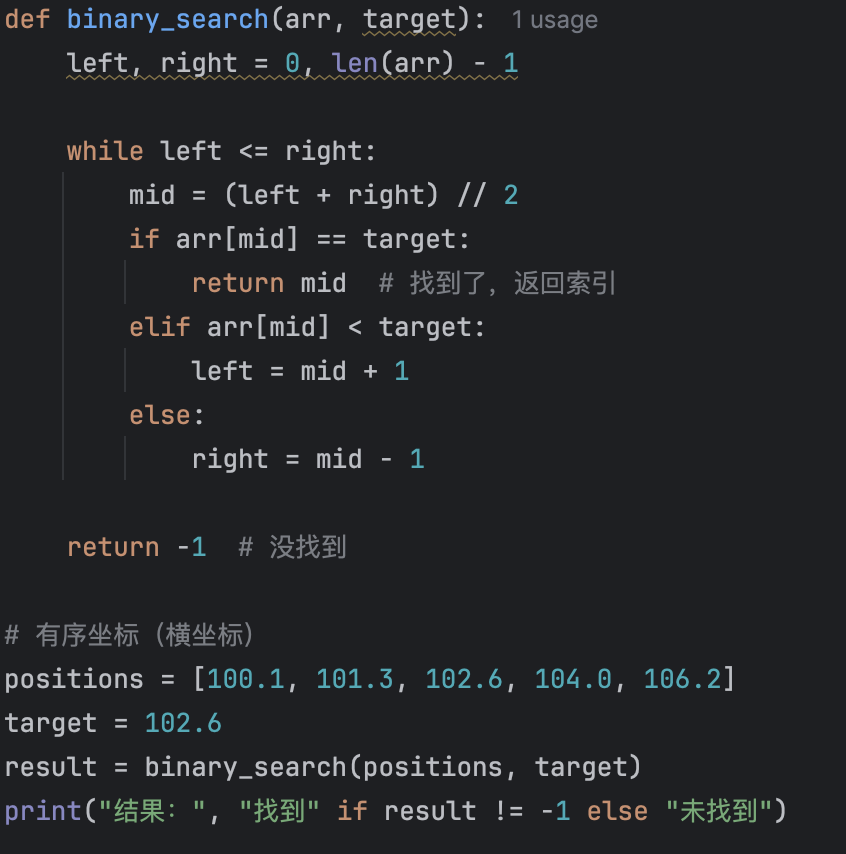 def binary_search(arr, target):  1 usage
    left, right = 0, len(arr) - 1
    while left <= right:
        mid = (left + right) // 2
        if arr[mid] == target:
            return mid  # 找到了，返回索引
        elif arr[mid] < target:
            left = mid + 1
        else:
            right = mid - 1
    return -1  # 没找到
# 有序坐标（横坐标）
positions = [100.1, 101.3, 102.6, 104.0, 106.2]
target = 102.6
result = binary_search(positions, target)
print("结果：", "找到" if result != -1 else "未找到")